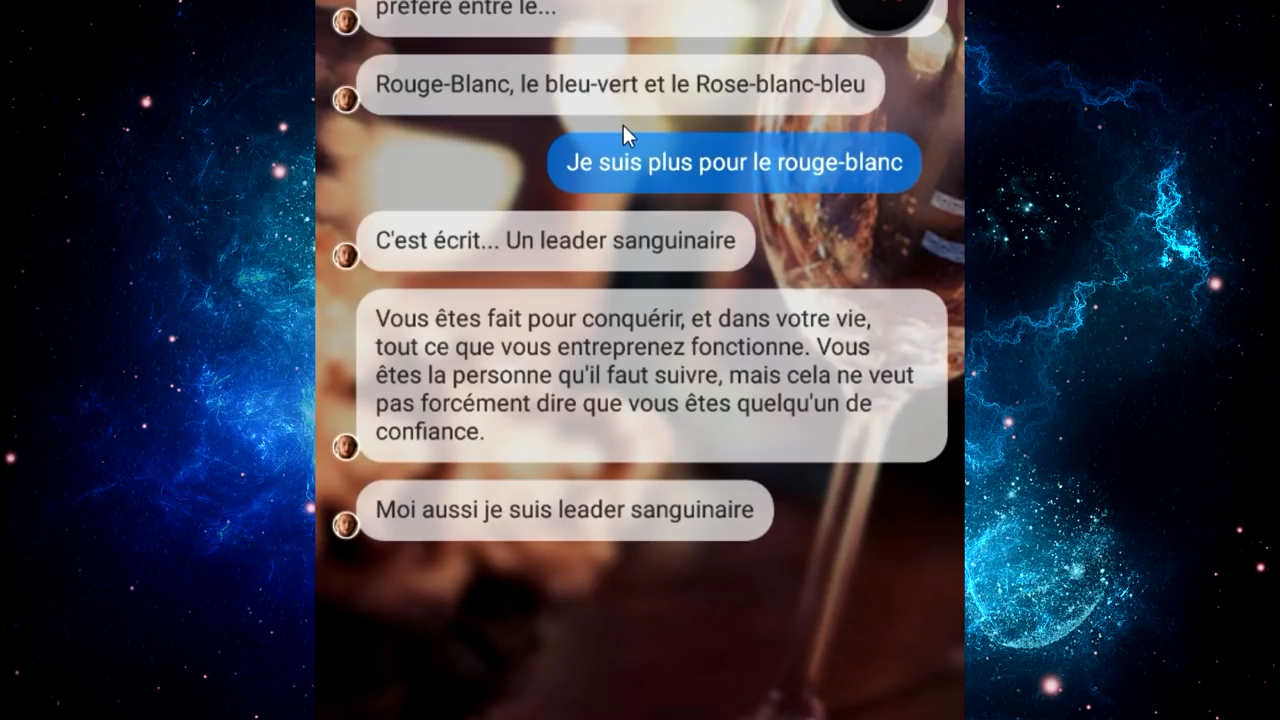 préfère entre le...
Rouge-Blanc, le bleu-vert et le Rose-blanc-bleu
Je suis plus pour le rouge-blanc
C'est écrit... Un leader sanguinaire
Vous êtes fait pour conquérir, et dans votre vie,
tout ce que vous entreprenez fonctionne. Vous
êtes la personne qu'il faut suivre, mais cela ne veut
pas forcément dire que vous êtes quelqu'un de
confiance.
Moi aussi je suis leader sanguinaire